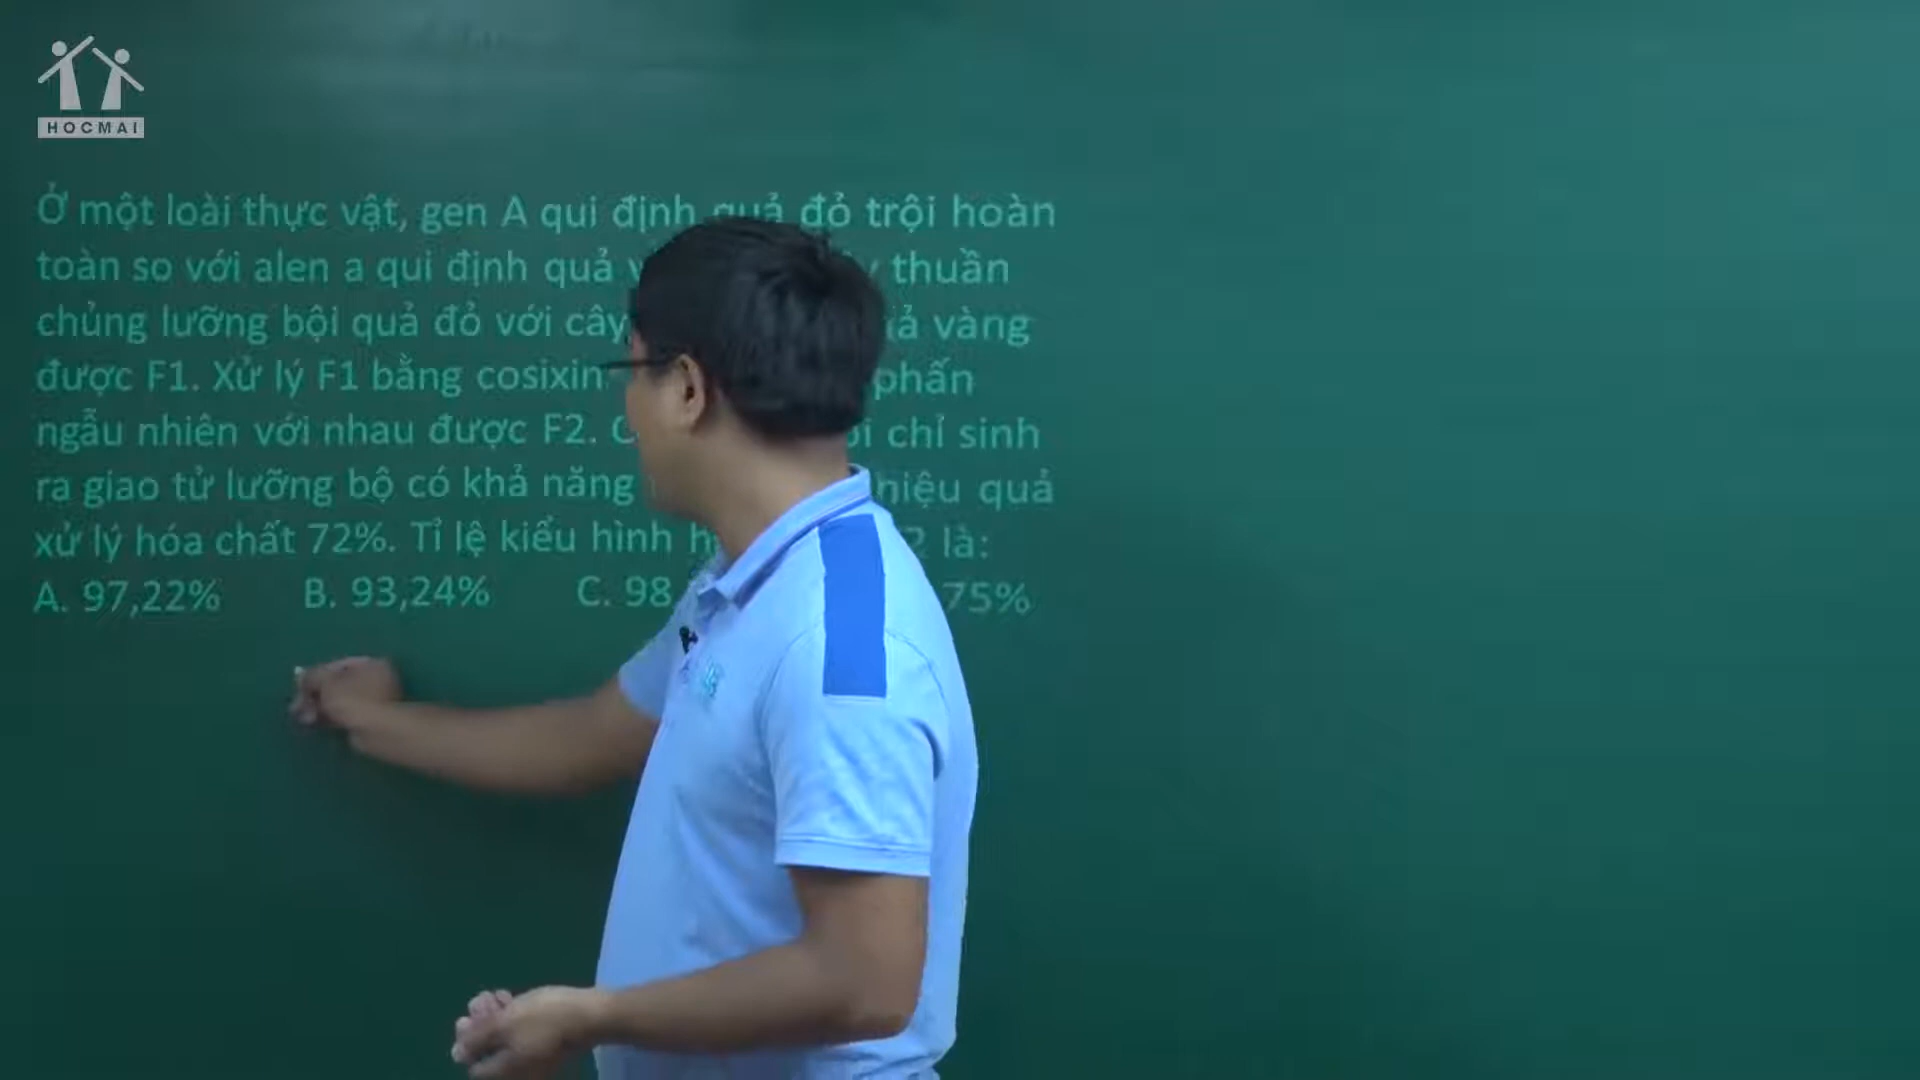 HOCMAI
Ở một loài thực vật, gen A qui định quả đỏ trội hoàn
toàn so với alen a qui định quả thuần
chủng lưỡng bội quả đỏ với cây vàng
được F1. Xử lý F1 bằng cosixin phấn
ngẫu nhiên với nhau được F2. chỉ sinh
ra giao tử lưỡng bộ có khả năng hiệu quả
xử lý hóa chất 72%. Tỉ lệ kiểu hình 2 là:
A. 97,22% B. 93,24% C. 98 75%